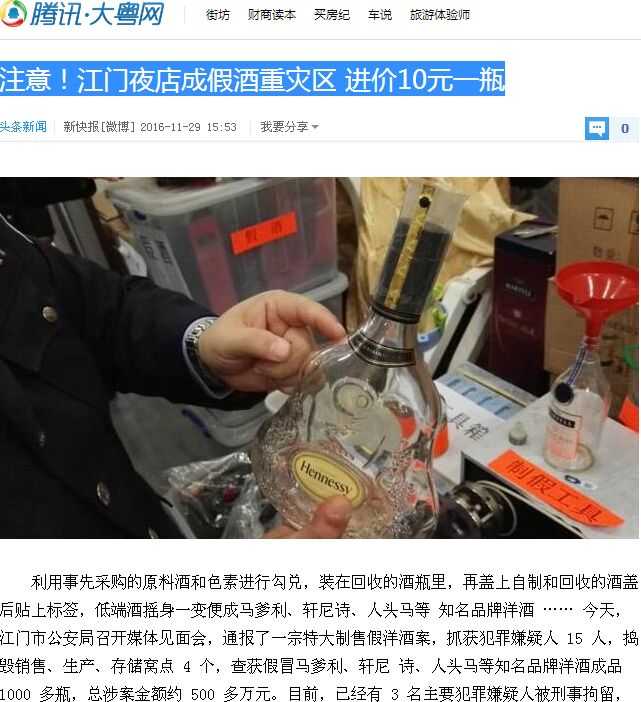 腾讯·大粤网 街坊 财商读本 买房纪 车说 旅游体验师
注意！江门夜店成假酒重灾区 进价10元一瓶
头条新闻 新快报[微博] 2016-11-29 15:53 我要分享 0
假酒
MARTELL
Hennessy
工具箱
制假工具
利用事先采购的原料酒和色素进行勾兑，装在回收的酒瓶里，再盖上自制和回收的酒盖
后贴上标签，低端酒摇身一变便成马爹利、轩尼诗、人头马等 知名品牌洋酒 …… 今天，
江门市公安局召开媒体见面会，通报了一宗特大制售假洋酒案，抓获犯罪嫌疑人 15 人，捣
毁销售、生产、存储窝点 4 个，查获假冒马爹利、轩尼 诗、人头马等知名品牌洋酒成品
1000 多瓶，总涉案金额约 500 多万元。目前，已经有 3 名主要犯罪嫌疑人被刑事拘留，